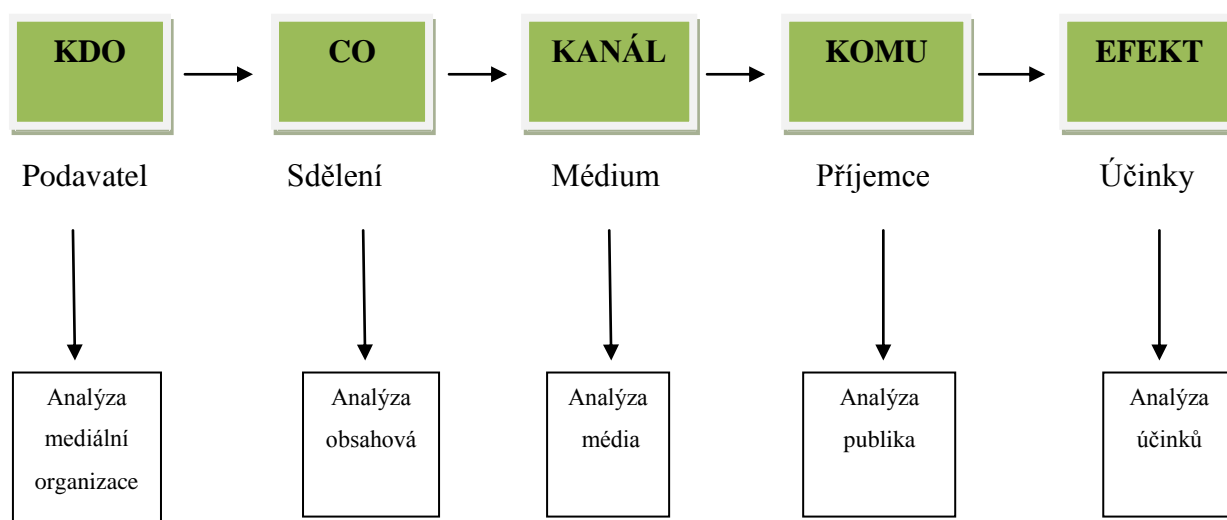 KDO
CO
KANÁL
KOMU
EFEKT
Podavatel
Sdělení
Médium
Příjemce
Účinky
Analýza
mediální
organizace
Analýza
obsahová
Analýza
média
Analýza
publika
Analýza
účinků